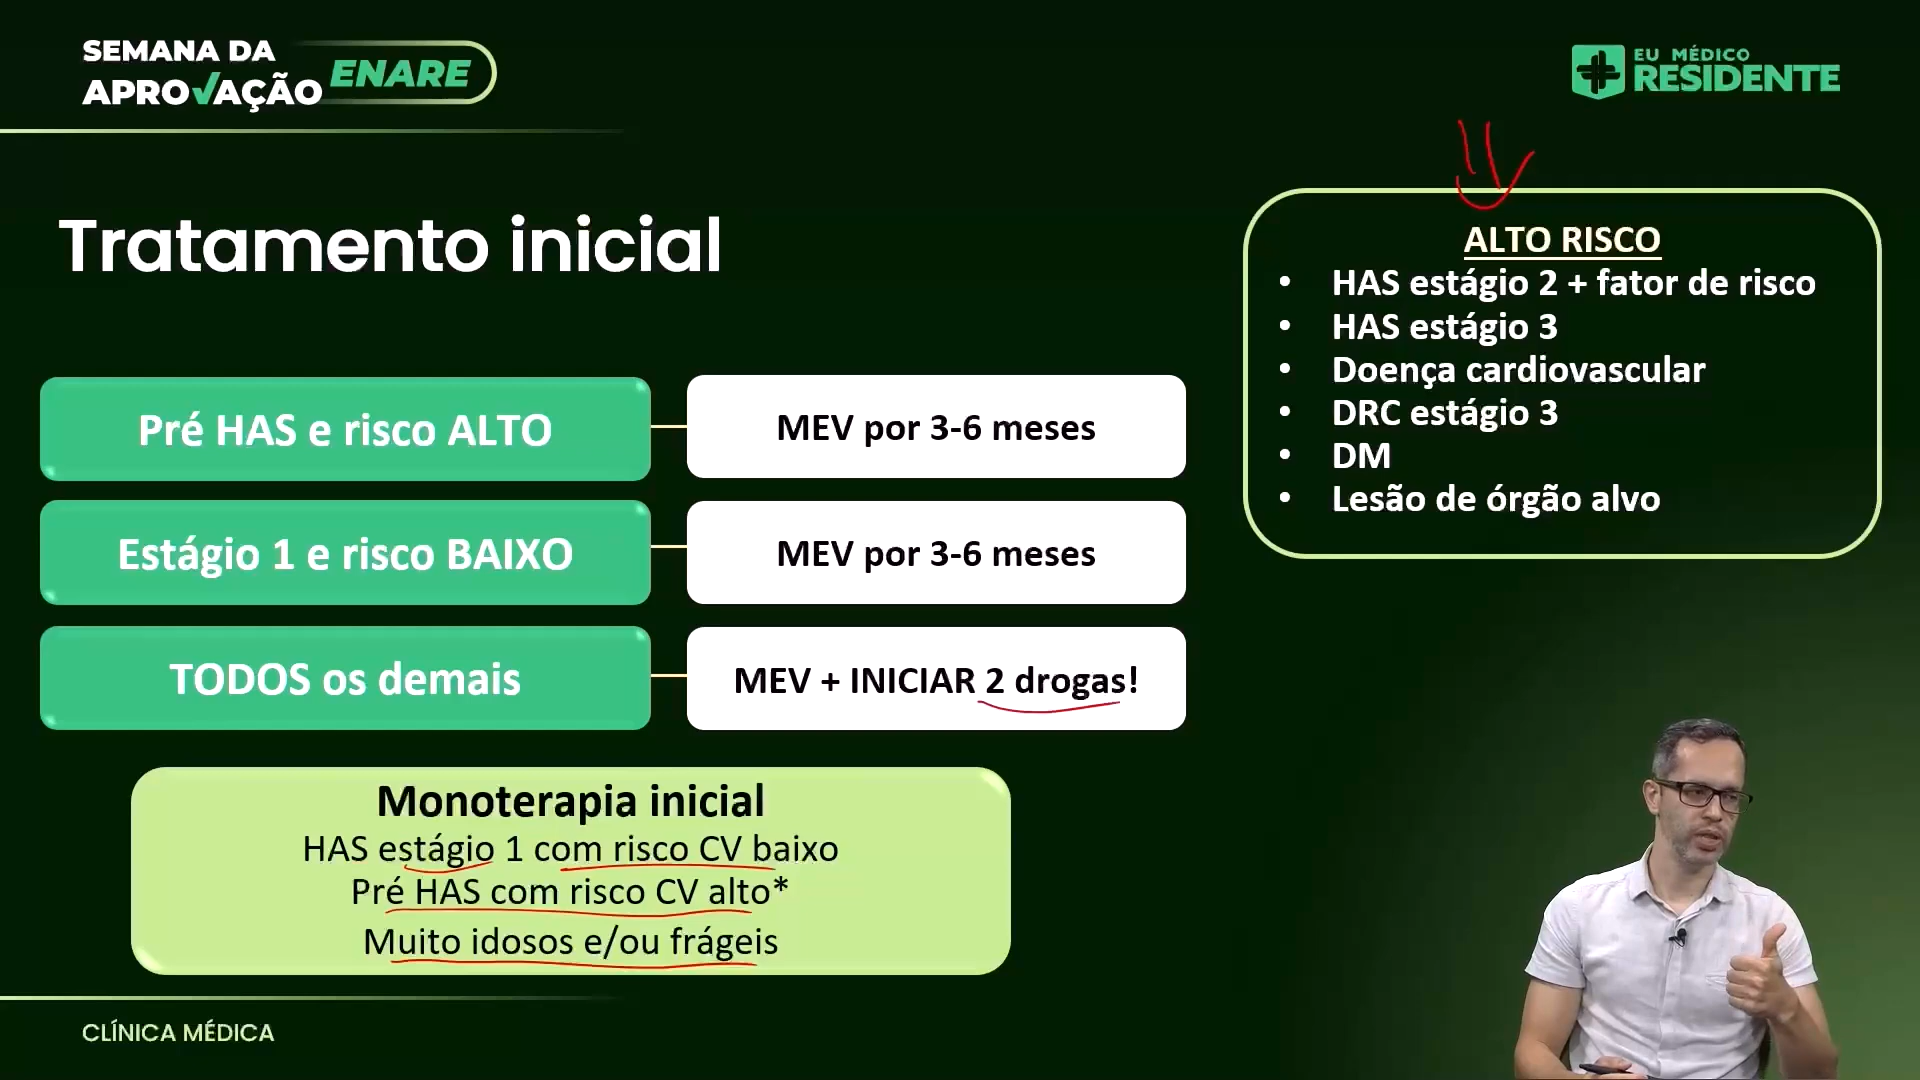 SEMANA DA
APROVAÇÃO ENARE
EU MÉDICO
RESIDENTE
Tratamento inicial
ALTO RISCO
• HAS estágio 2 + fator de risco
• HAS estágio 3
• Doença cardiovascular
• DRC estágio 3
• DM
• Lesão de órgão alvo
Pré HAS e risco ALTO
MEV por 3-6 meses
Estágio 1 e risco BAIXO
MEV por 3-6 meses
TODOS os demais
MEV + INICIAR 2 drogas!
Monoterapia inicial
HAS estágio 1 com risco CV baixo
Pré HAS com risco CV alto*
Muito idosos e/ou frágeis
CLÍNICA MÉDICA